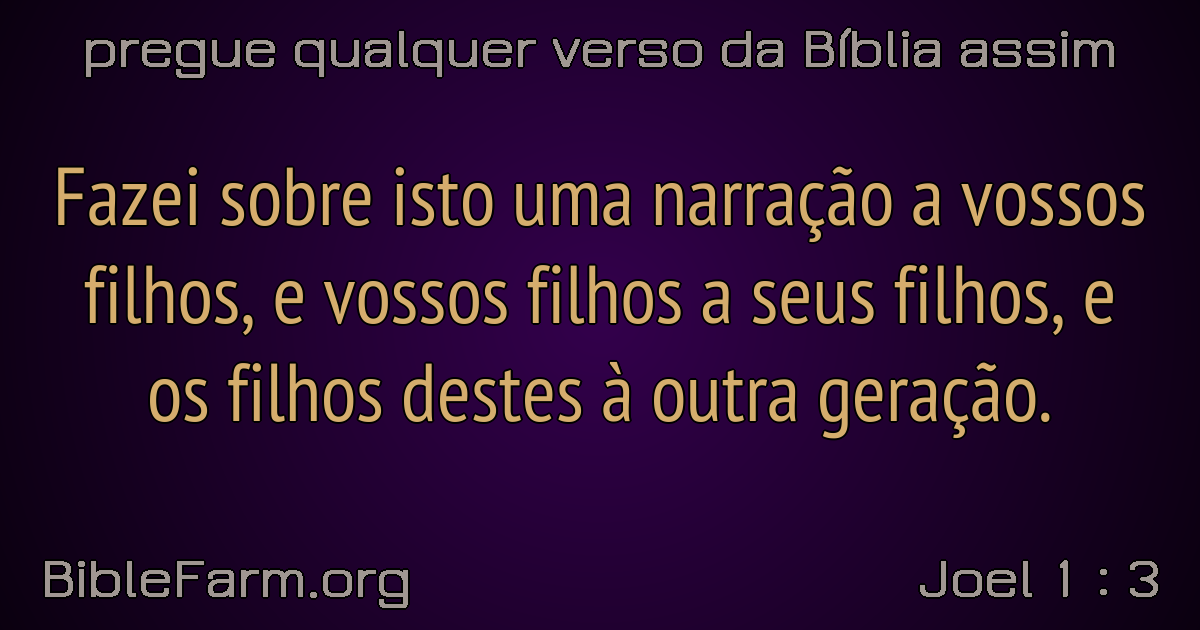 pregue qualquer verso da Bíblia assim
Fazei sobre isto uma narração a vossos
filhos, e vossos filhos a seus filhos, e
os filhos destes à outra geração.
BibleFarm.org
Joel 1 : 3